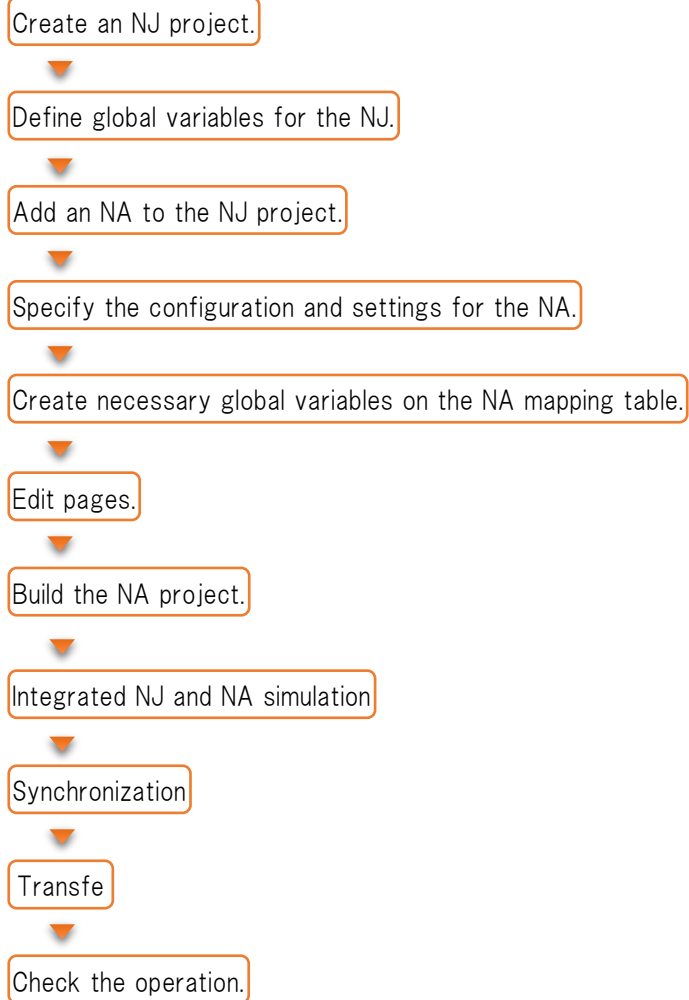 Create an NJ project.
Define global variables for the NJ.
Add an NA to the NJ project.
Specify the configuration and settings for the NA.
Create necessary global variables on the NA mapping table.
Edit pages.
Build the NA project.
Integrated NJ and NA simulation
Synchronization
Transfe
Check the operation.